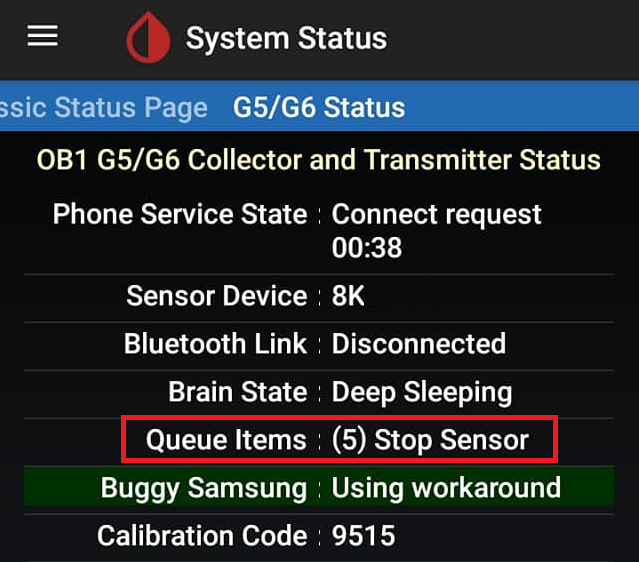 System Status
ssic Status Page G5/G6 Status
OB1 G5/G6 Collector and Transmitter Status
Phone Service State : Connect request
00:38
Sensor Device : 8K
Bluetooth Link : Disconnected
Brain State : Deep Sleeping
Queue Items : (5) Stop Sensor
Buggy Samsung : Using workaround
Calibration Code : 9515